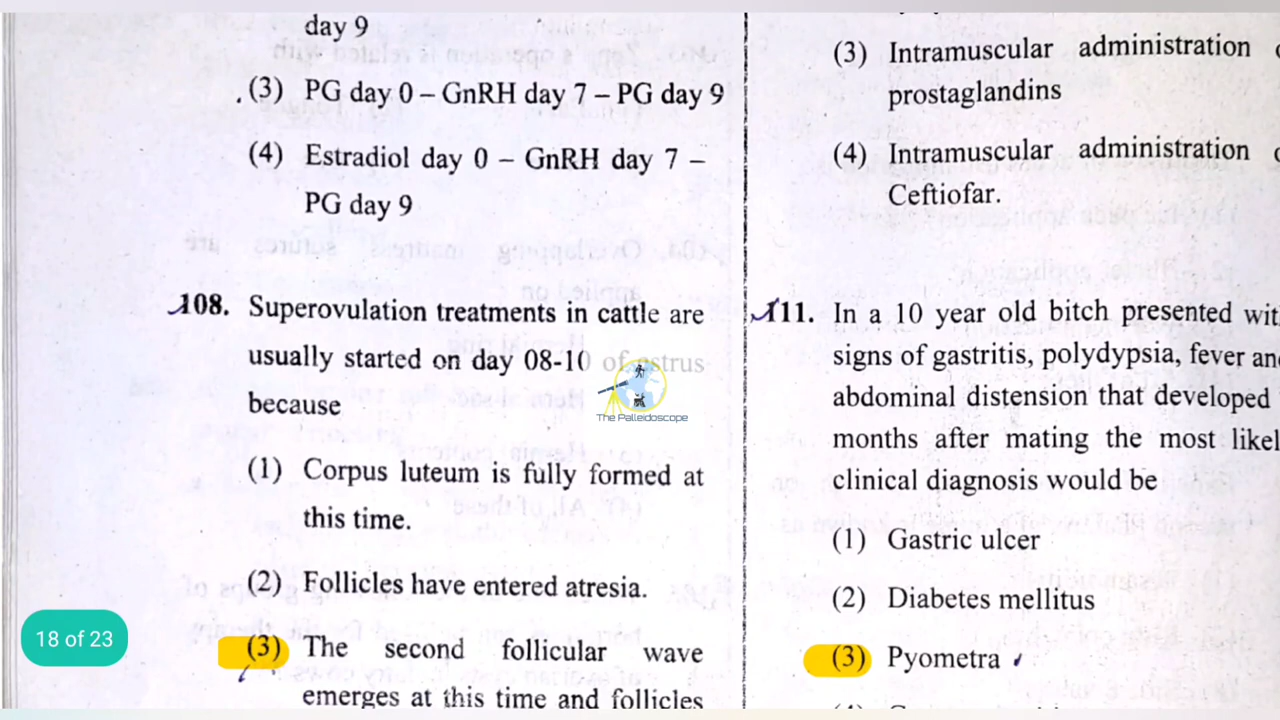 day 9
(3) PG day 0 – GnRH day 7 – PG day 9
(4) Estradiol day 0 – GnRH day 7 –
PG day 9
108. Superovulation treatments in cattle are
usually started on day 08-10 of estrus
because
(1) Corpus luteum is fully formed at
this time.
(2) Follicles have entered atresia.
(3) The second follicular wave
emerges at this time and follicles
(3) Intramuscular administration
prostaglandins
(4) Intramuscular administration
Ceftiofar.
111. In a 10 year old bitch presented
signs of gastritis, polydypsia, fever
abdominal distension that developed
months after mating the most
clinical diagnosis would be
(1) Gastric ulcer
(2) Diabetes mellitus
(3) Pyometra
The Palleidoscope
18 of 23